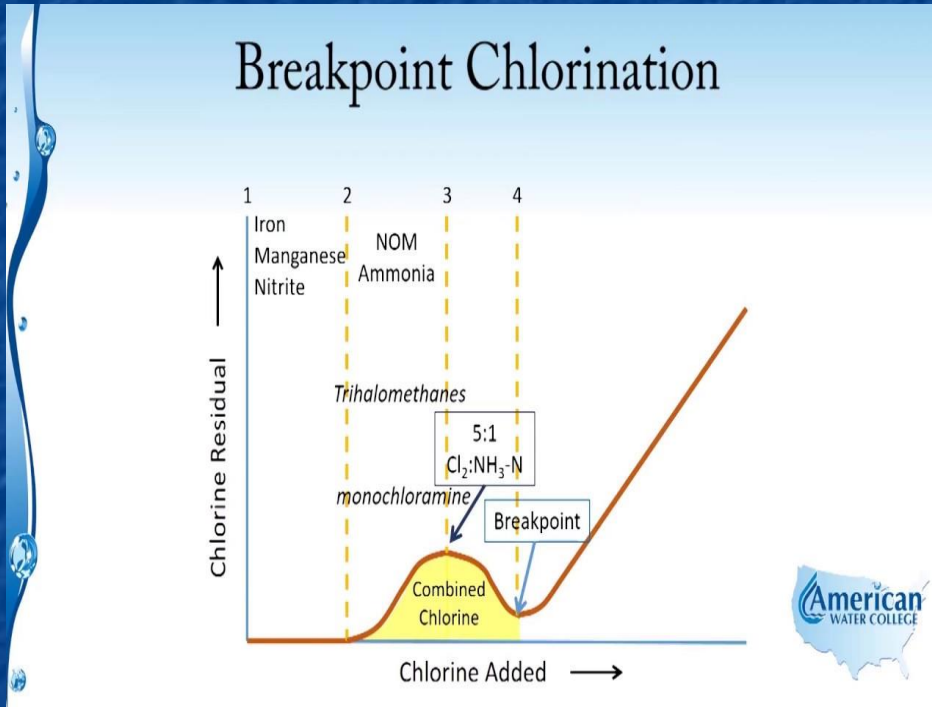 Breakpoint Chlorination
1 2 3 4
Iron
Manganese
Nitrite
NOM
Ammonia
Chlorine Residual
Trihalomethanes
5:1
Cl₂:NH₃-N
monochloramine
Breakpoint
Combined
Chlorine
Chlorine Added
American
WATER COLLEGE